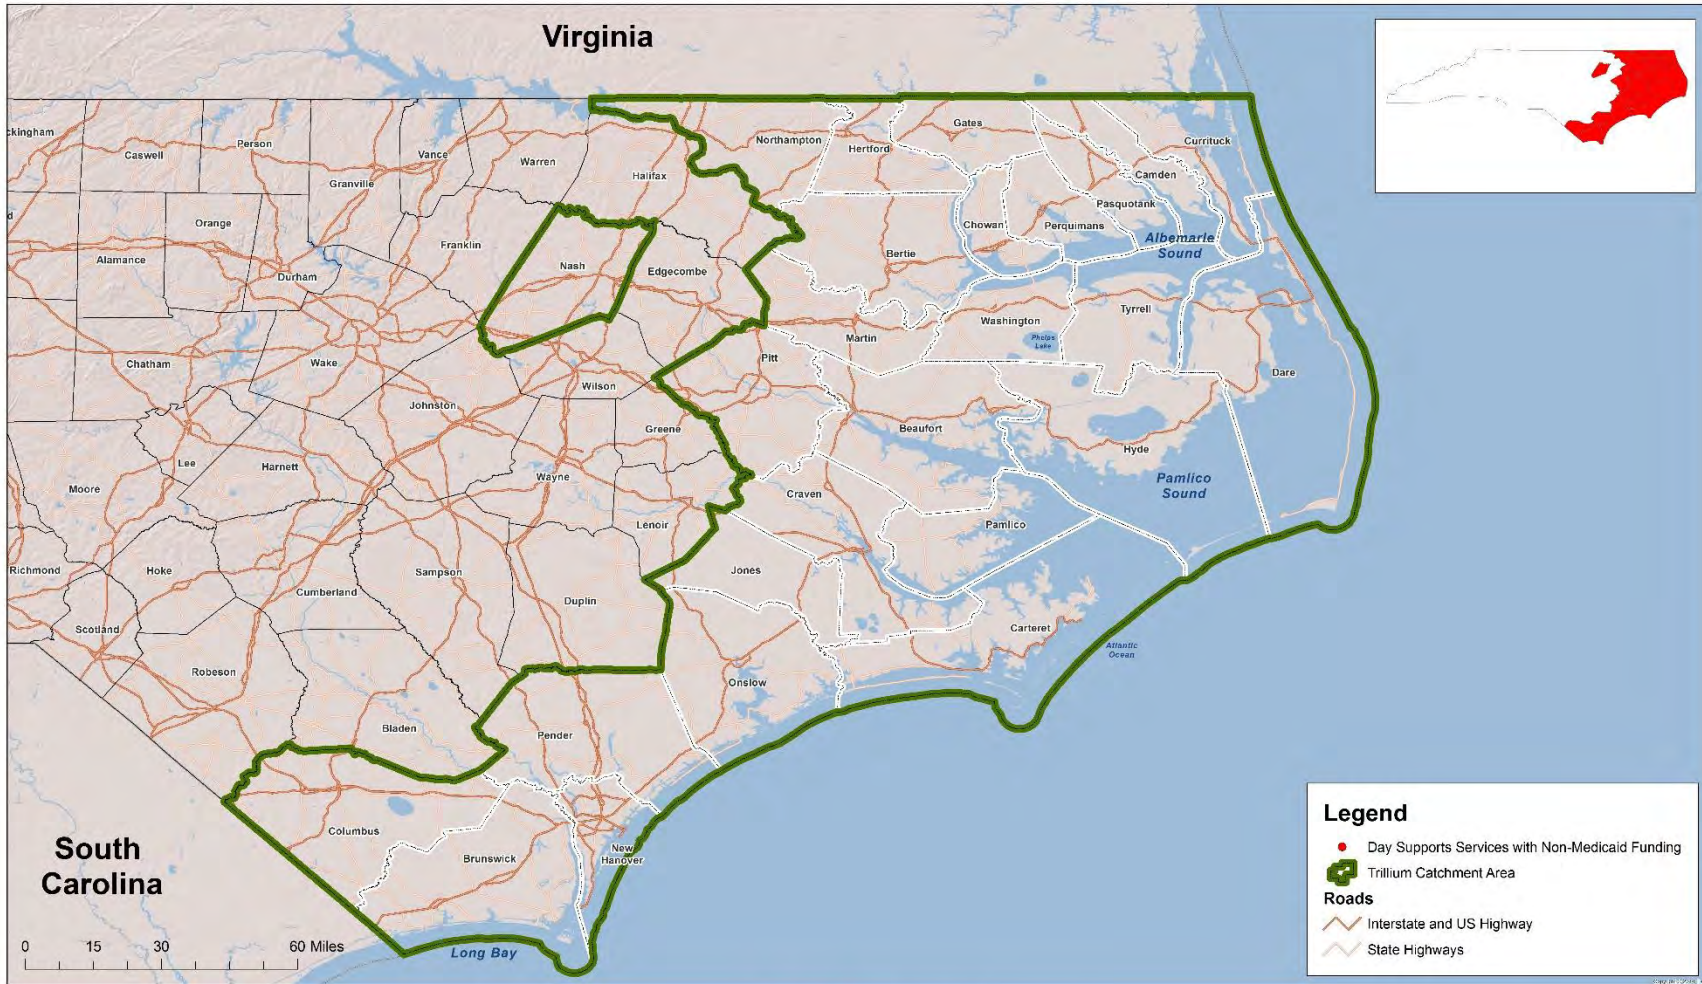 Virginia
ckingham
Caswell
Person
Granville
Vance
Warren
Halifax
Northampton
Hertford
Gates
Currituck
Camden
Pasquotank
Perquimans
Chowan
Albemarle
Sound
d
Orange
Alamance
Durham
Franklin
Nash
Edgecombe
Bertie
Chatham
Wake
Johnston
Wilson
Pitt
Martin
Washington
Phelps
Lake
Tyrrell
Dare
Greene
Beaufort
Hyde
Pamlico
Sound
Lee
Harnett
Moore
Wayne
Lenoir
Craven
Pamlico
Richmond
Hoke
Cumberland
Sampson
Duplin
Jones
Carteret
Atlantic
Ocean
Scotland
Robeson
Bladen
Pender
Onslow
Columbus
Brunswick
New
Hanover
South
Carolina
Long Bay
0 15 30 60 Miles
Legend
Day Supports Services with Non-Medicaid Funding
Trillium Catchment Area
Roads
Interstate and US Highway
State Highways